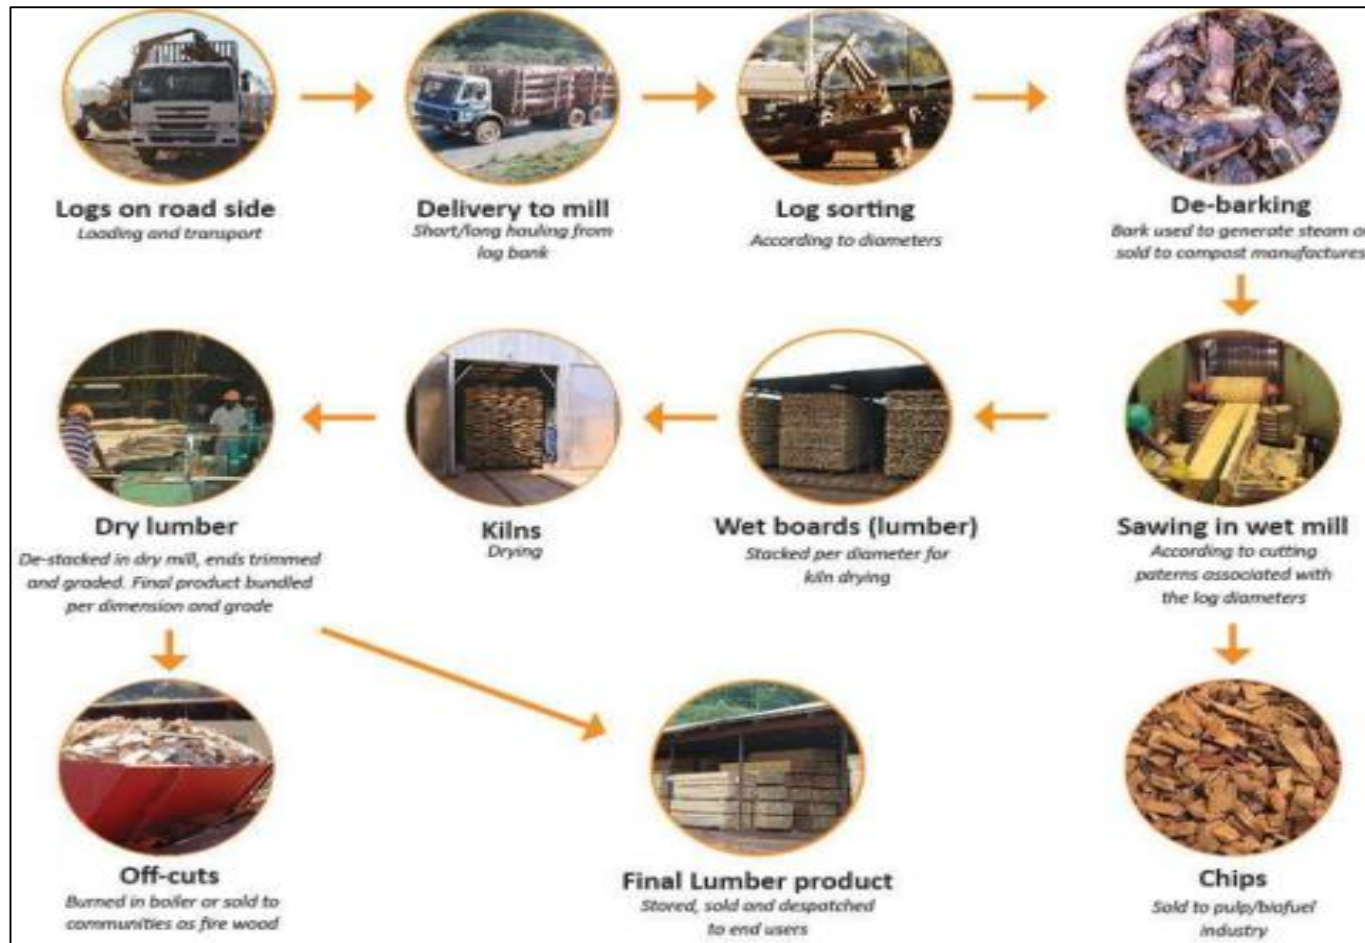 Logs on road side
Loading and transport
Delivery to mill
Short/long hauling from
log bank
Log sorting
According to diameters
De-barking
Bark used to generate steam or
sold to compost manufactures
Dry lumber
De-stacked in dry mill, ends trimmed
and graded. Final product bundled
per dimension and grade
Kilns
Drying
Wet boards (lumber)
Stacked per diameter for
kiln drying
Sawing in wet mill
According to cutting
paterns associated with
the log diameters
Off-cuts
Burned in boiler or sold to
communities as fire wood
Final Lumber product
Stored, sold and despatched
to end users
Chips
Sold to pulp/biofuel
industry